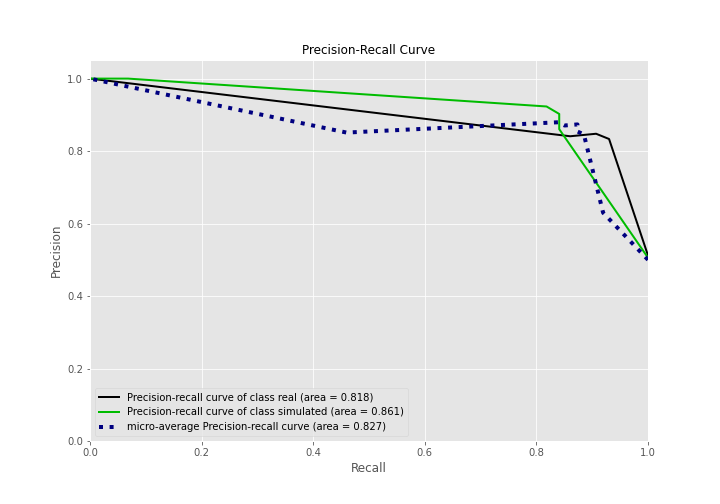 Precision-Recall Curve
1.0
0.8
0.6
0.4
0.2
0.0
Precision
Precision-recall curve of class real (area = 0.818)
Precision-recall curve of class simulated (area = 0.861)
micro-average Precision-recall curve (area = 0.827)
0.0 0.2 0.4 0.6 0.8 1.0
Recall